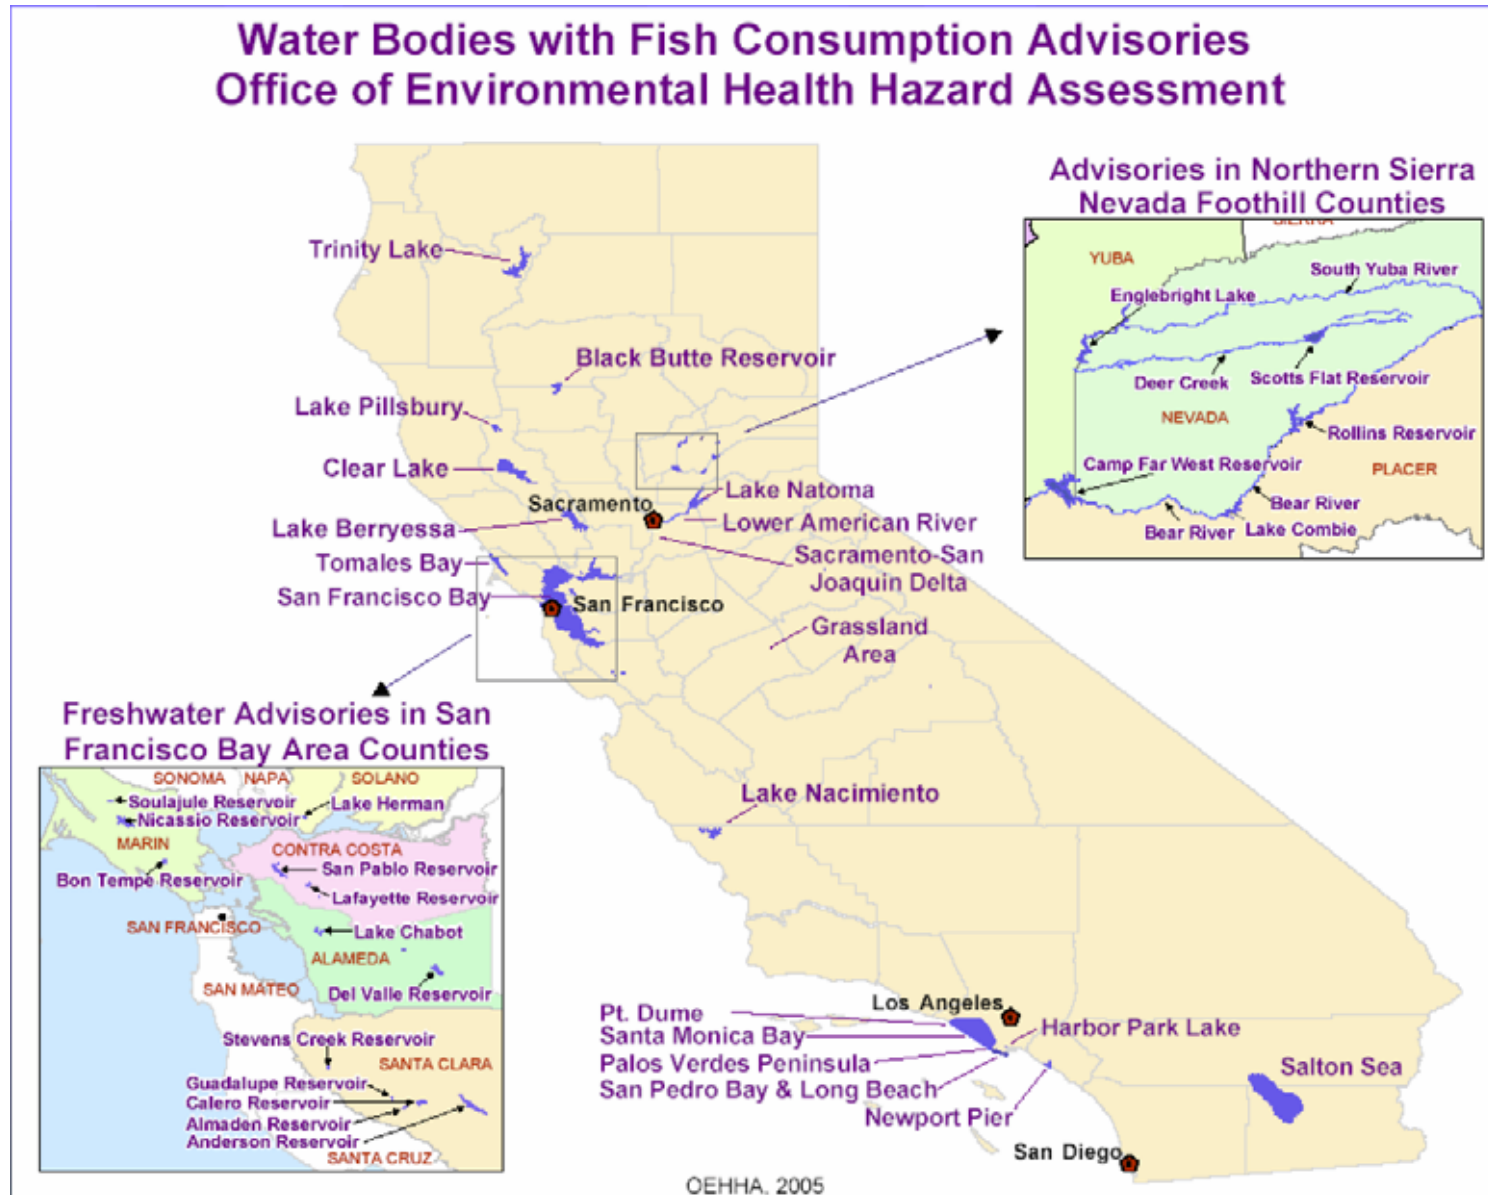 Water Bodies with Fish Consumption Advisories
Office of Environmental Health Hazard Assessment
Trinity Lake
Black Butte Reservoir
Lake Pillsbury
Clear Lake
Sacramento
Lake Natoma
Lake Berryessa
Lower American River
Tomales Bay
Sacramento-San
Joaquin Delta
San Francisco Bay
San Francisco
Grassland
Area
Lake Nacimiento
Los Angeles
Pt. Dume
Santa Monica Bay
Palos Verdes Peninsula
San Pedro Bay & Long Beach
Harbor Park Lake
Newport Pier
Salton Sea
San Diego
Advisories in Northern Sierra
Nevada Foothill Counties
SIERRA
YUBA
South Yuba River
Englebright Lake
Deer Creek
Scotts Flat Reservoir
NEVADA
Rollins Reservoir
Camp Far West Reservoir
PLACER
Bear River
Bear River
Lake Combie
Freshwater Advisories in San
Francisco Bay Area Counties
SONOMA NAPA SOLANO
Soulajule Reservoir
Lake Herman
Nicassio Reservoir
MARIN
CONTRA COSTA
San Pablo Reservoir
Bon Tempe Reservoir
Lafayette Reservoir
SAN FRANCISCO
Lake Chabot
ALAMEDA
SAN MATEO
Del Valle Reservoir
Stevens Creek Reservoir
SANTA CLARA
Guadalupe Reservoir
Calero Reservoir
Almaden Reservoir
Anderson Reservoir
SANTA CRUZ
OEHHA, 2005